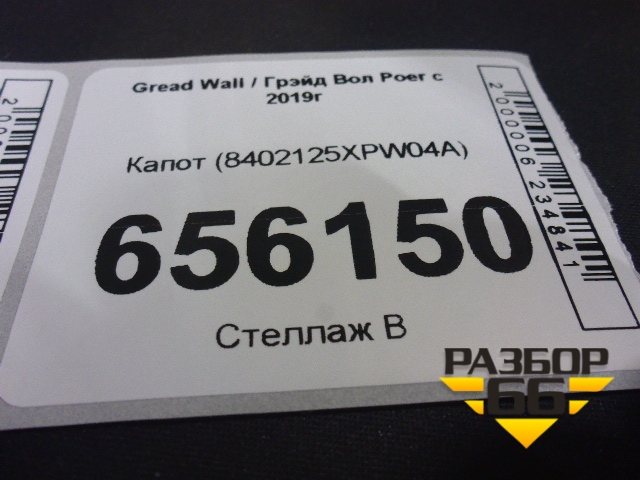 Gread Wall / Грэйд Вол Poer с
2019г
Капот (8402125XPW04A)
656150
Стеллаж В
2000006234841
РАЗБОР
66